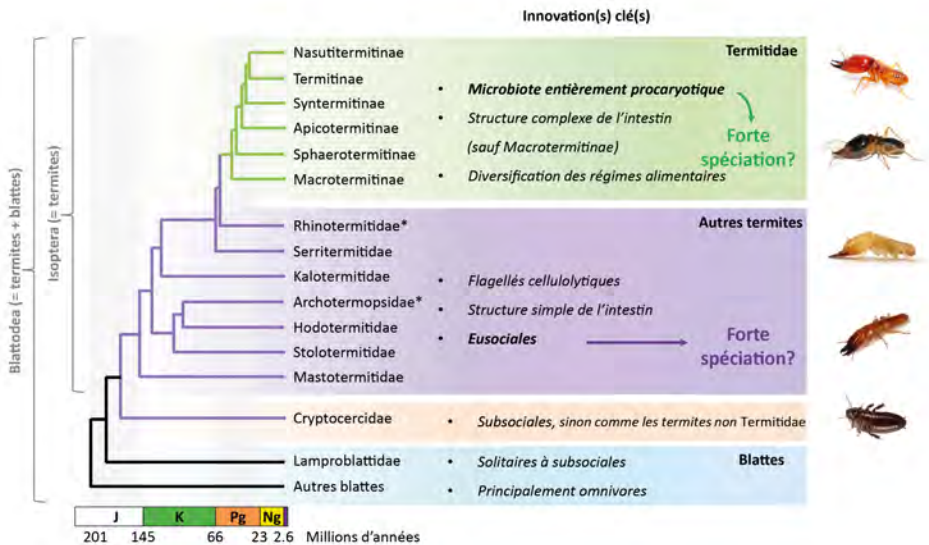 Innovation(s) clé(s)
Blattodea (= termites + blattes)
Isoptera (= termites)
Nasutitermitinae
Termitinae
Syntermitinae
Apicotermitinae
Sphaerotermitinae
Macrotermitinae
Termitidae
• Microbiote entièrement procaryotique
• Structure complexe de l'intestin
(sauf Macrotermitinae)
• Diversification des régimes alimentaires
Forte
spéciation?
Rhinotermitidae*
Serritermitidae
Kalotermitidae
Archotermopsidae*
Hodotermitidae
Stolotermitidae
Mastotermitidae
Autres termites
• Flagellés cellulolytiques
• Structure simple de l'intestin
• Eusociales
Forte
spéciation?
Cryptocercidae
• Subsociales, sinon comme les termites non Termitidae
Lamproblattidae
Autres blattes
Blattes
• Solitaires à subsociales
• Principalement omnivores
J K Pg Ng
201 145 66 23 2.6 Millions d'années